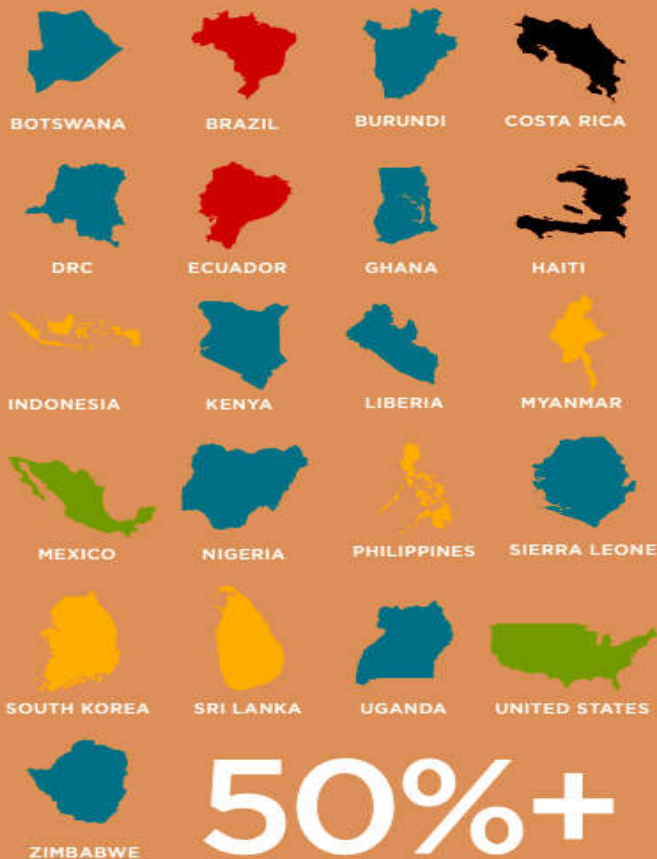 BOTSWANA BRAZIL BURUNDI COSTA RICA
DRC ECUADOR GHANA HAITI
INDONESIA KENYA LIBERIA MYANMAR
MEXICO NIGERIA PHILIPPINES SIERRA LEONE
SOUTH KOREA SRI LANKA UGANDA UNITED STATES
ZIMBABWE 50%+